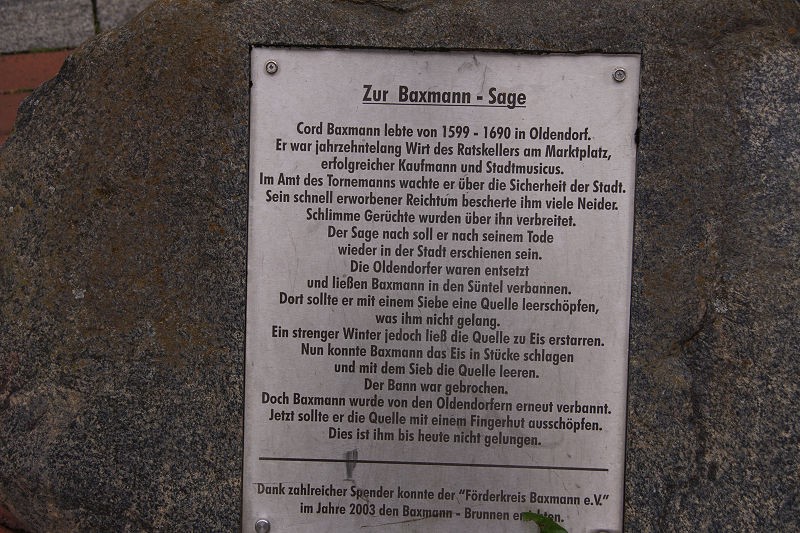 Zur Baxmann - Sage
Cord Baxmann lebte von 1599 - 1690 in Oldendorf.
Er war jahrzehntelang Wirt des Ratskellers am Marktplatz,
erfolgreicher Kaufmann und Stadtmusicus.
Im Amt des Tornemanns wachte er über die Sicherheit der Stadt.
Sein schnell erworbener Reichtum bescherte ihm viele Neider.
Schlimme Gerüchte wurden über ihn verbreitet.
Der Sage nach soll er nach seinem Tode
wieder in der Stadt erschienen sein.
Die Oldendorfer waren entsetzt
und ließen Baxmann in den Süntel verbannen.
Dort sollte er mit einem Siebe eine Quelle leerschöpfen,
was ihm nicht gelang.
Ein strenger Winter jedoch ließ die Quelle zu Eis erstarren.
Nun konnte Baxmann das Eis in Stücke schlagen
und mit dem Sieb die Quelle leeren.
Der Bann war gebrochen.
Doch Baxmann wurde von den Oldendorfern erneut verbannt.
Jetzt sollte er die Quelle mit einem Fingerhut ausschöpfen.
Dies ist ihm bis heute nicht gelungen.
Dank zahlreicher Spender konnte der "Förderkreis Baxmann e.V."
im Jahre 2003 den Baxmann - Brunnen